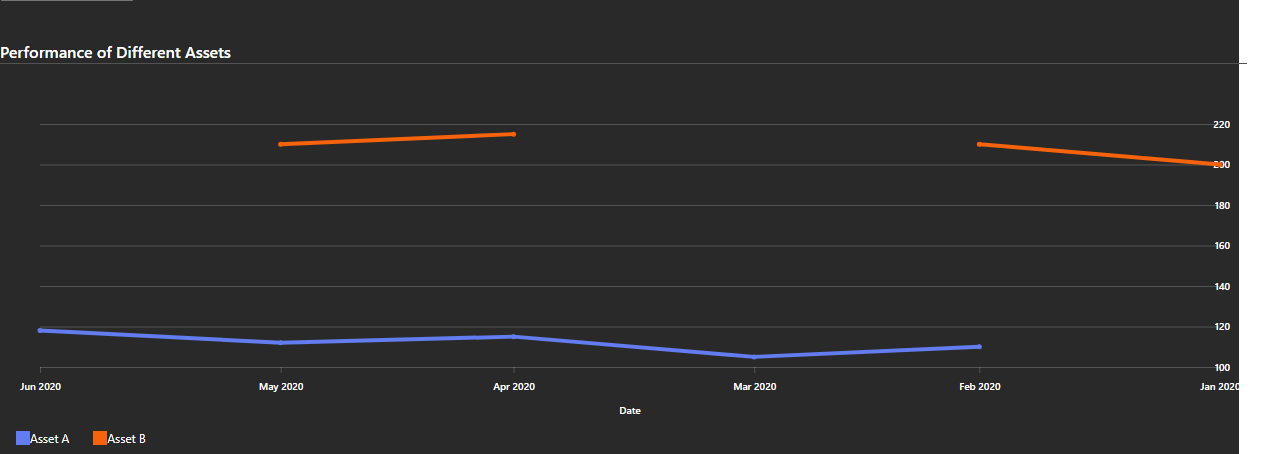 Performance of Different Assets
220
200
180
160
140
120
100
Jun 2020 May 2020 Apr 2020 Mar 2020 Feb 2020 Jan 2020
Date
Asset A Asset B